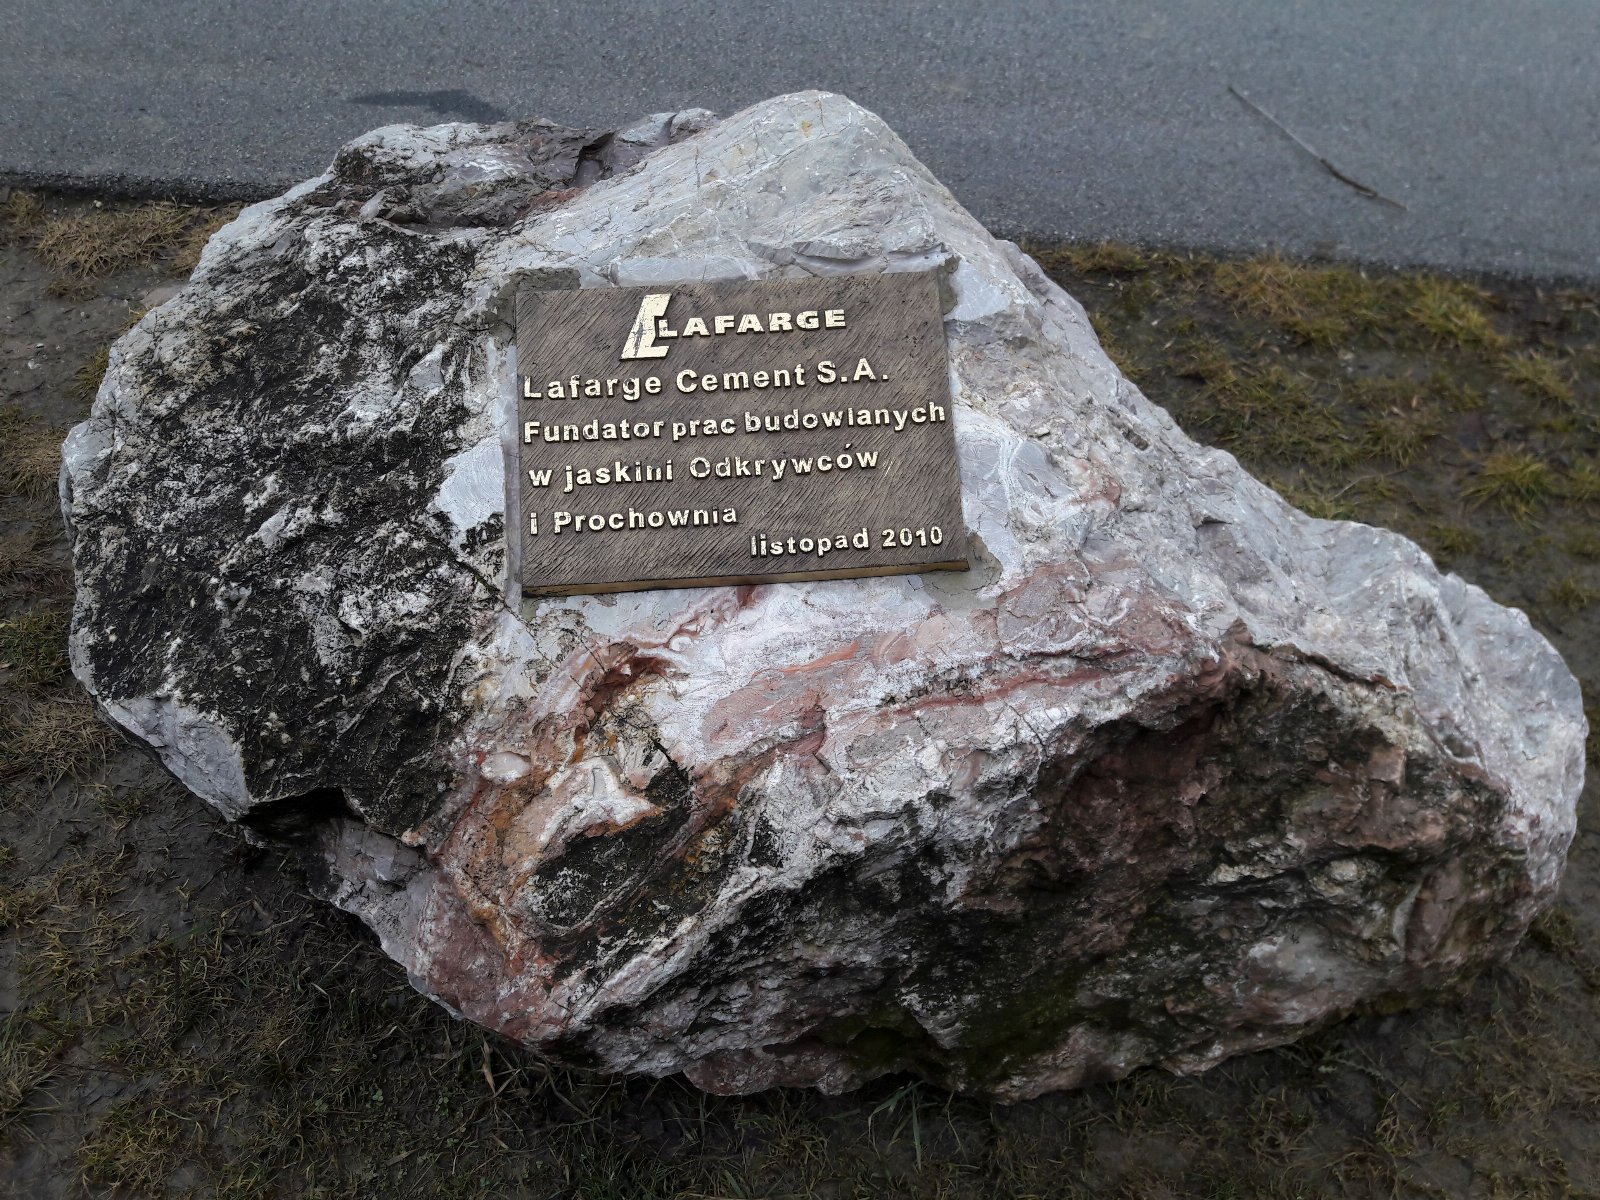 LAFARGE
Lafarge Cement S.A.
Fundator prac budowlanych
w jaskini Odkrywców
i Prochownia
listopad 2010